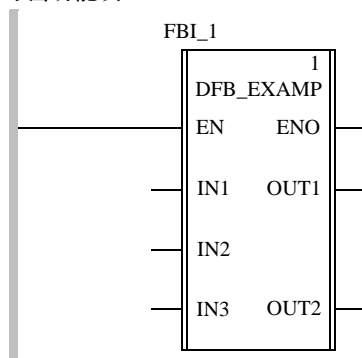 FBI_1
1
DFB_EXAMP
EN ENO
IN1 OUT1
IN2
IN3 OUT2